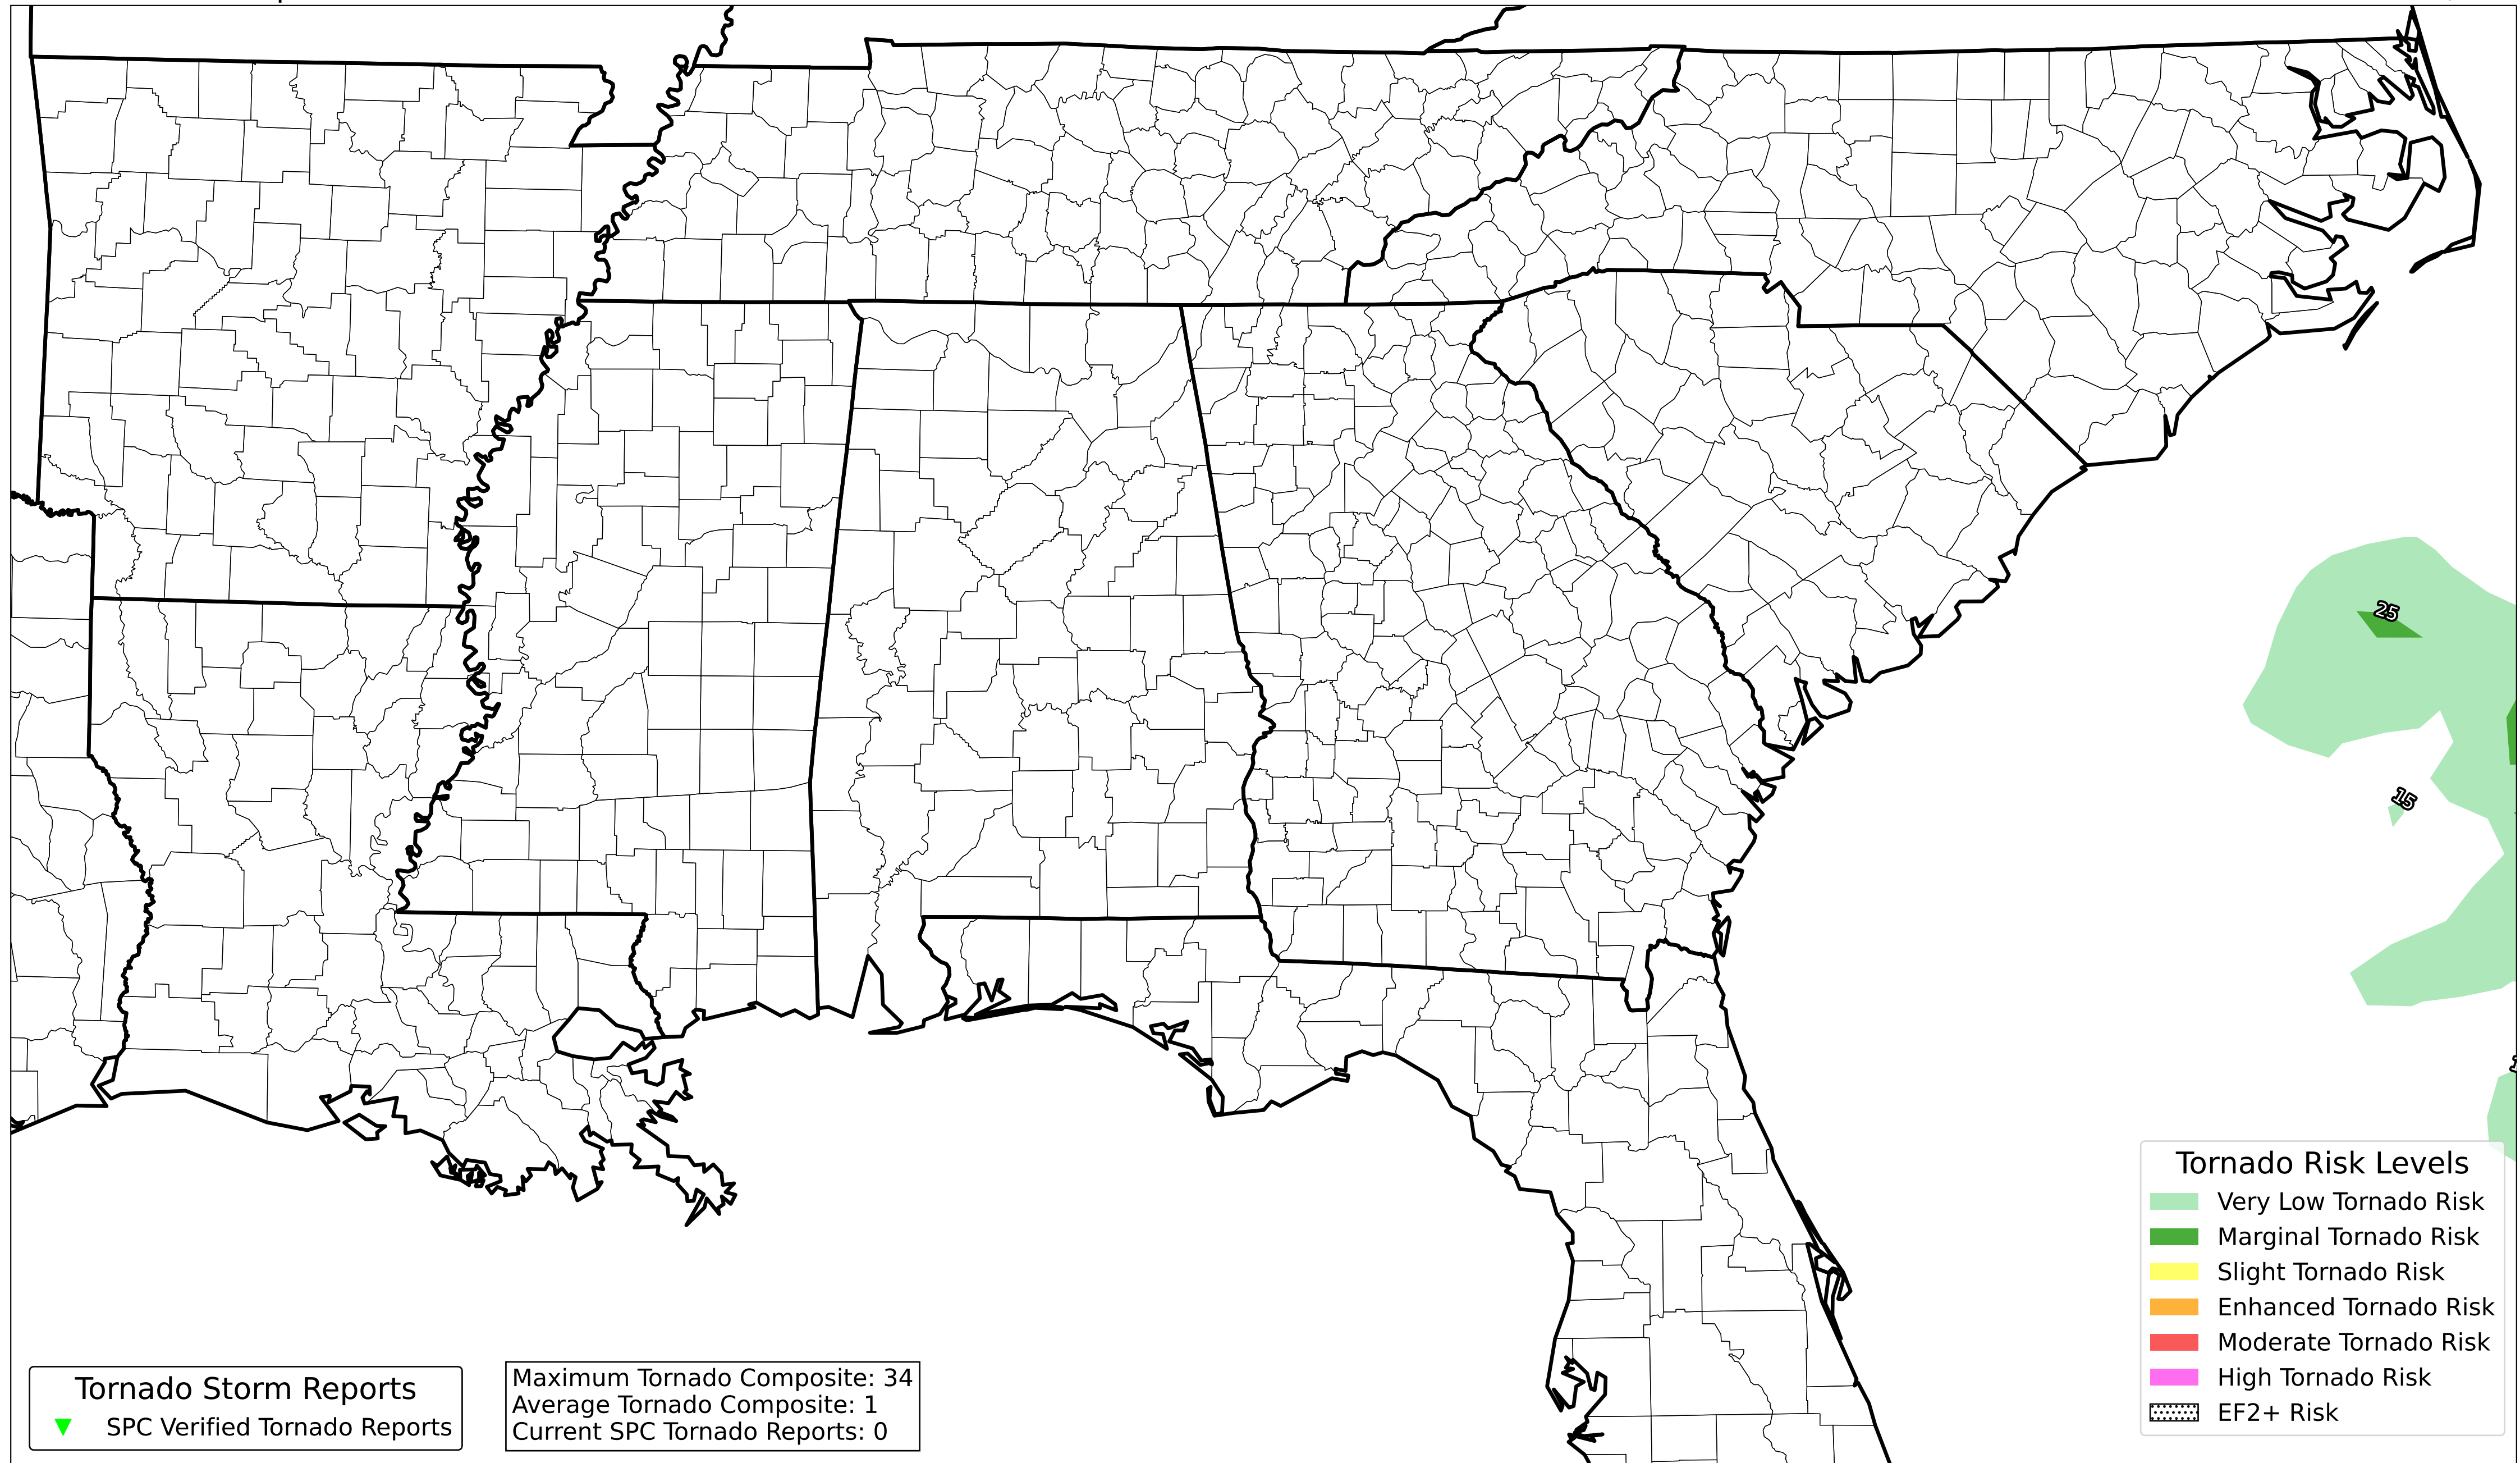 25
15
Tornado Risk Levels
Very Low Tornado Risk
Marginal Tornado Risk
Slight Tornado Risk
Enhanced Tornado Risk
Moderate Tornado Risk
High Tornado Risk
EF2+ Risk
Tornado Storm Reports
SPC Verified Tornado Reports
Maximum Tornado Composite: 34
Average Tornado Composite: 1
Current SPC Tornado Reports: 0